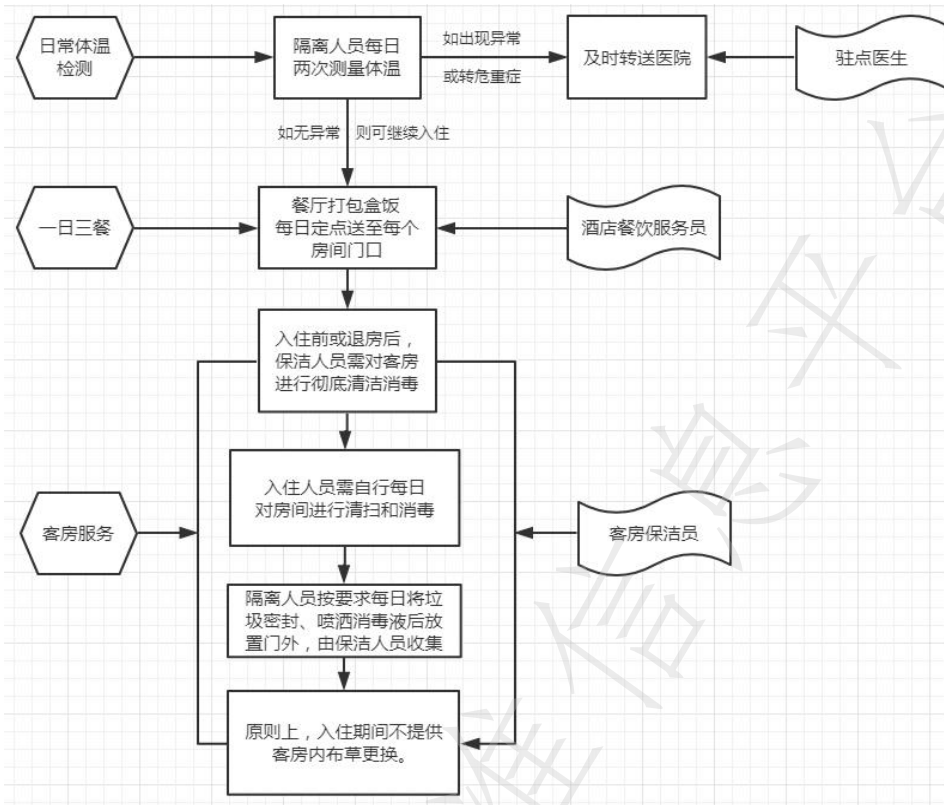 日常体温
检测
隔离人员每日
两次测量体温
如出现异常
或转危重症
及时转送医院
驻点医生
如无异常
则可继续入住
一日三餐
餐厅打包盒饭
每日定点送至每个
房间门口
酒店餐饮服务员
入住前或退房后，
保洁人员需对客房
进行彻底清洁消毒
入住人员需自行每日
对房间进行清扫和消毒
客房服务
客房保洁员
隔离人员按要求每日将垃
圾密封、喷洒消毒液后放
置门外，由保洁人员收集
原则上，入住期间不提供
客房内布草更换。
准信息平